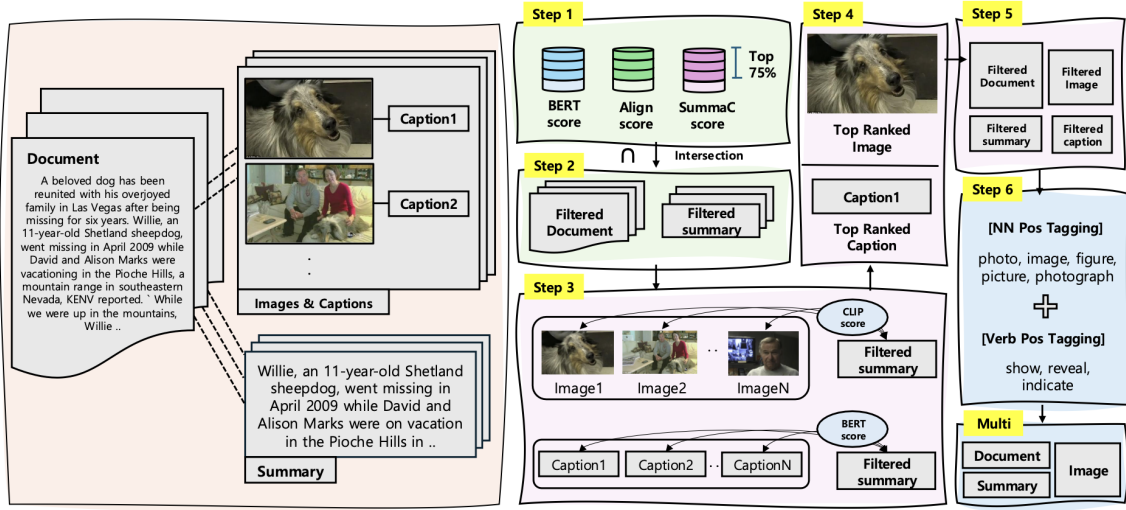 Document
A beloved dog has been
reunited with his overjoyed
family in Las Vegas after being
missing for six years. Willie, an
11-year-old Shetland sheepdog,
went missing in April 2009 while
David and Alison Marks were
vacationing in the Pioche Hills, a
mountain range in southeastern
Nevada, KENV reported. ` While
we were up in the mountains,
Willie ..
Caption1
Caption2
.
.
Images & Captions
Willie, an 11-year-old Shetland
sheepdog, went missing in
April 2009 while David and
Alison Marks were on vacation
in the Pioche Hills in ..
Summary
Step 1
BERT
score
Align
score
SummaC
score
Top
75%
∩
Intersection
Step 2
Filtered
Document
Filtered
summary
Step 3
CLIP
score
Image1
Image2
..
ImageN
Filtered
summary
BERT
score
Caption1
Caption2
..
CaptionN
Filtered
summary
Step 4
Top Ranked
Image
Caption1
Top Ranked
Caption
Step 5
Filtered
Document
Filtered
Image
Filtered
summary
Filtered
caption
Step 6
[NN Pos Tagging]
photo, image, figure,
picture, photograph
[Verb Pos Tagging]
show, reveal,
indicate
Multi
Document
Summary
Image